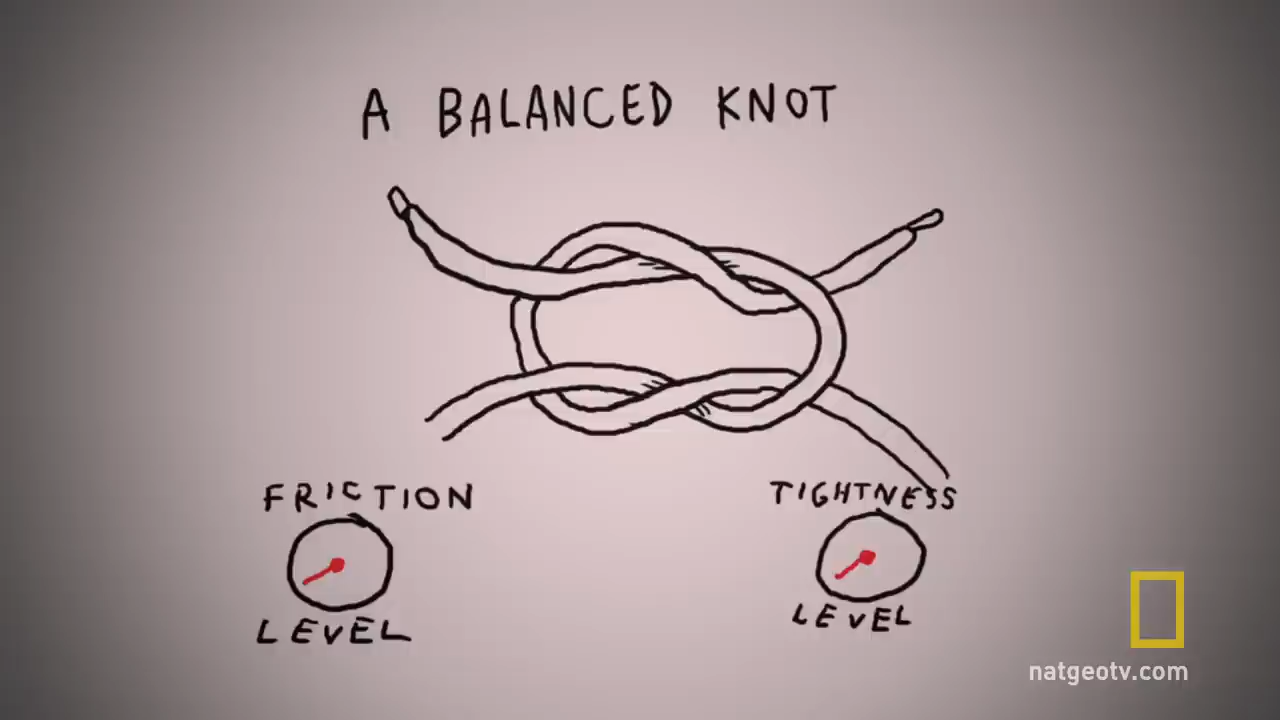 A BALANCED KNOT
FRICTION
LEVEL
TIGHTNESS
LEVEL
natgeotv.com